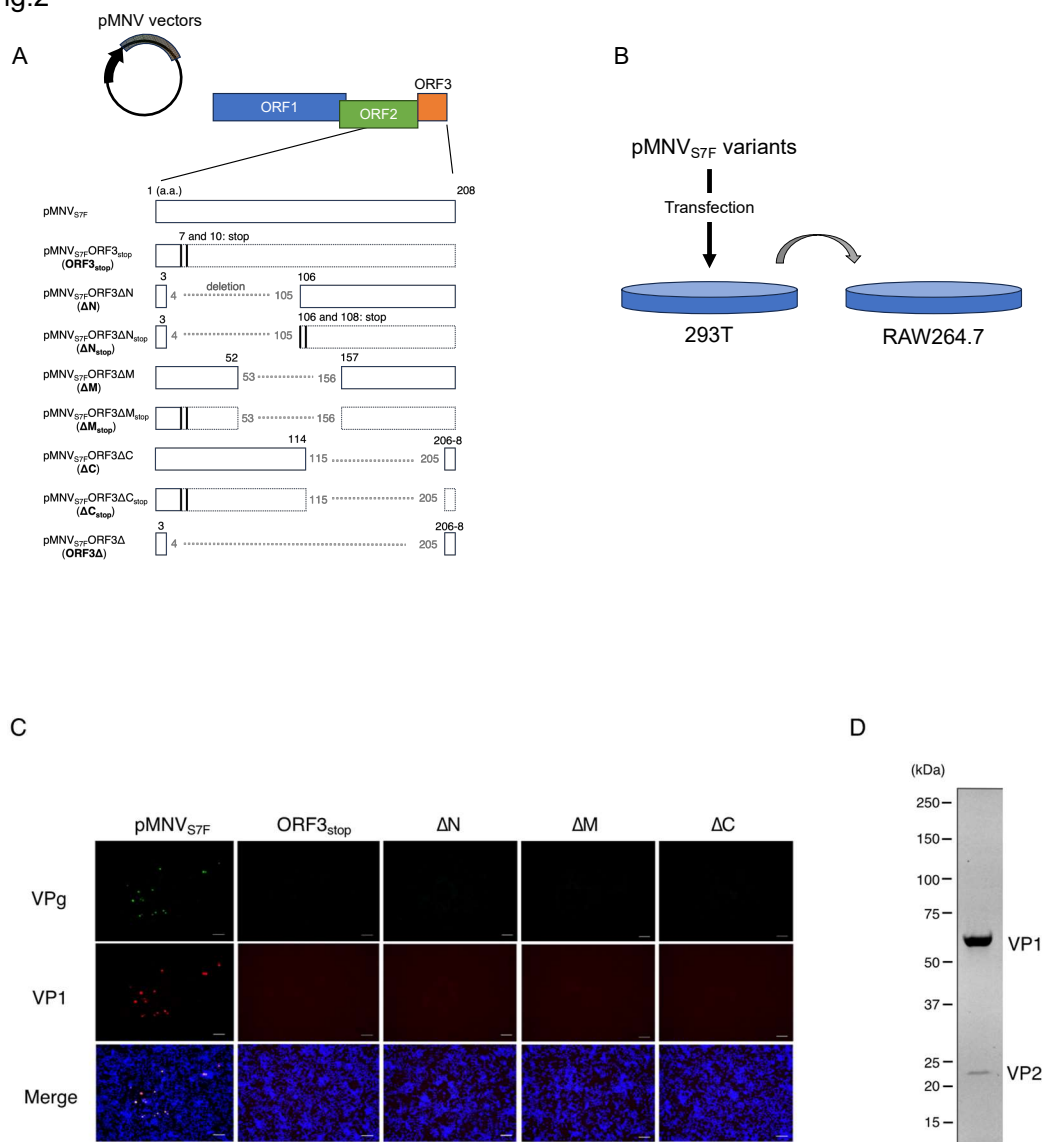 Fig.2
pMNV vectors
A
ORF3
ORF1
ORF2
1 (a.a.) 208
pMNVS7F
7 and 10: stop
pMNVS7FORF3stop
(ORF3stop)
3 106
pMNVS7FORF3ΔN
(ΔN)
4 deletion 105
3 106 and 108: stop
pMNVS7FORF3ΔNstop
(ΔNstop)
4 105
52 157
pMNVS7FORF3ΔM
(ΔM)
53 156
pMNVS7FORF3ΔMstop
(ΔMstop)
53 156
114 206-8
pMNVS7FORF3ΔC
(ΔC)
115 205
pMNVS7FORF3ΔCstop
(ΔCstop)
115 205
3 206-8
pMNVS7FORF3Δ
(ORF3Δ)
4 205
B
pMNVS7F variants
Transfection
293T RAW264.7
C
pMNVS7F ORF3stop ΔN ΔM ΔC
VPg
VP1
Merge
D
(kDa)
250
150
100
75
VP1
50
37
25
VP2
20
15